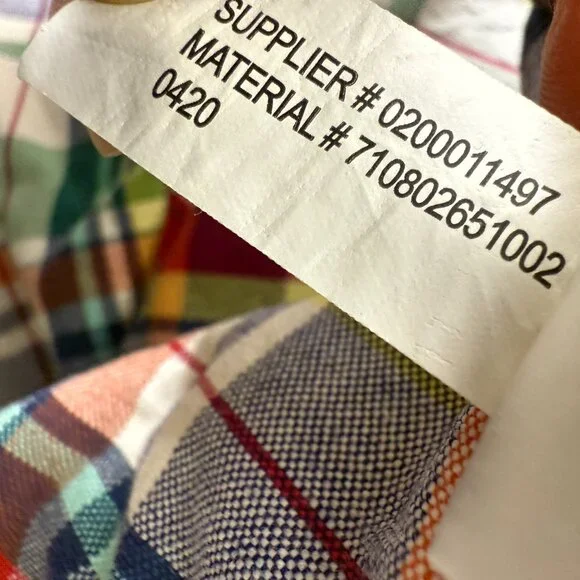 SUPPLIER # 0200011497
MATERIAL # 710802651002
0420